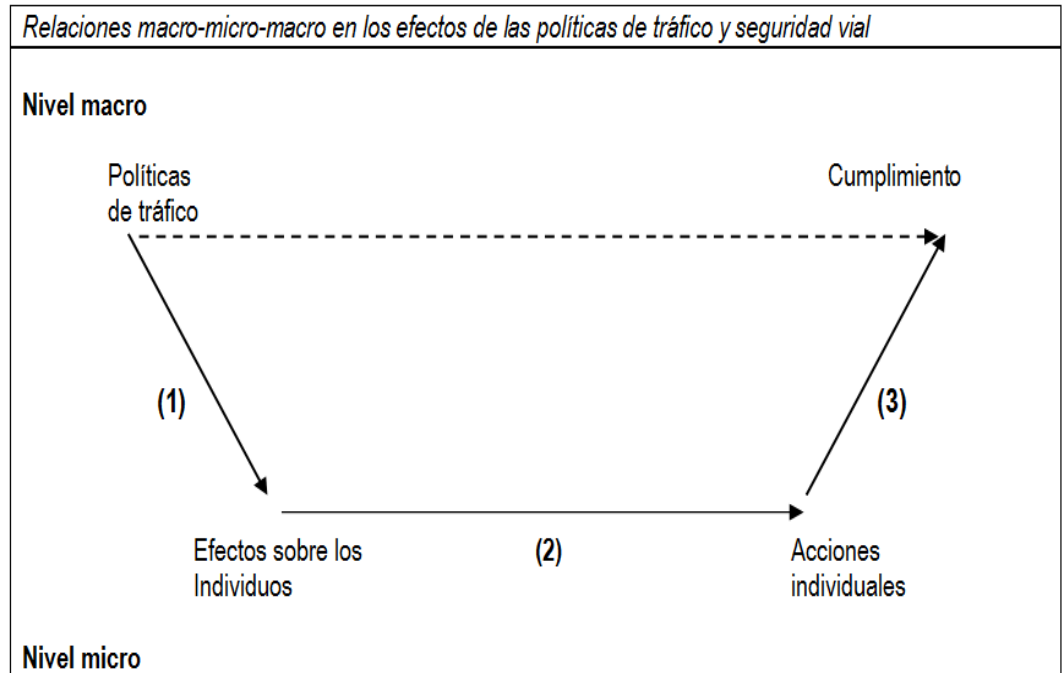 Relaciones macro-micro-macro en los efectos de las políticas de tráfico y seguridad vial
Nivel macro
Políticas
de tráfico
Cumplimiento
(1)
(3)
Efectos sobre los
Individuos
(2)
Acciones
individuales
Nivel micro